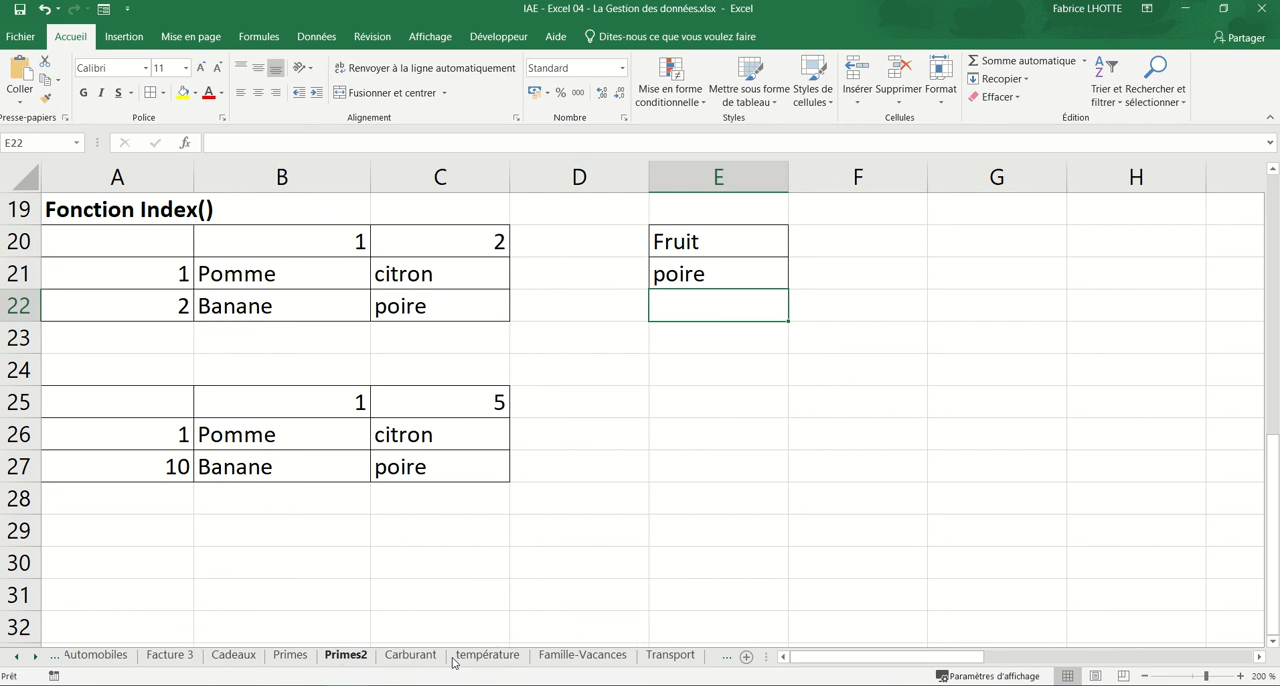 IAE - Excel 04 - La Gestion des données.xlsx - Excel
Fabrice LHOTTE
Fichier Accueil Insertion Mise en page Formules Données Révision Affichage Aide Développeur Dites-nous ce que vous voulez faire Partager
Coller
Calibri 11
Renvoyer à la ligne automatiquement
Standard
Mise en forme conditionnelle
Mettre sous forme de tableau
Styles de cellules
Insérer Supprimer Format
Somme automatique
Recopier
Effacer
Trier et filtrer
Rechercher et sélectionner
G I S A
Fusionner et centrer
% 000
Presse-papiers Police Alignement Nombre Styles Cellules Édition
E22 fx
A B C D E F G H
19 Fonction Index()
20 1 2 Fruit
21 1 Pomme citron poire
22 2 Banane poire
23
24
25 1 5
26 1 Pomme citron
27 10 Banane poire
28
29
30
31
32
... Automobiles Facture 3 Cadeaux Primes Primes2 Carburant température Famille-Vacances Transport ...
Prêt Paramètres d'affichage 200 %